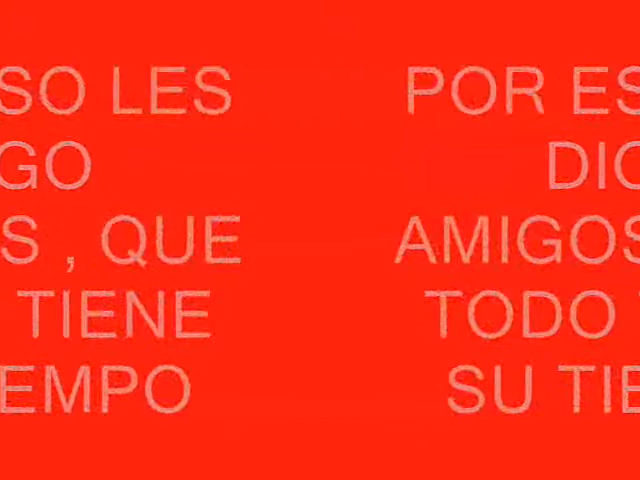 SO LES
GO
S , QUE
TIENE
EMPO
POR ES
DIC
AMIGOS
TODO
SU TIE